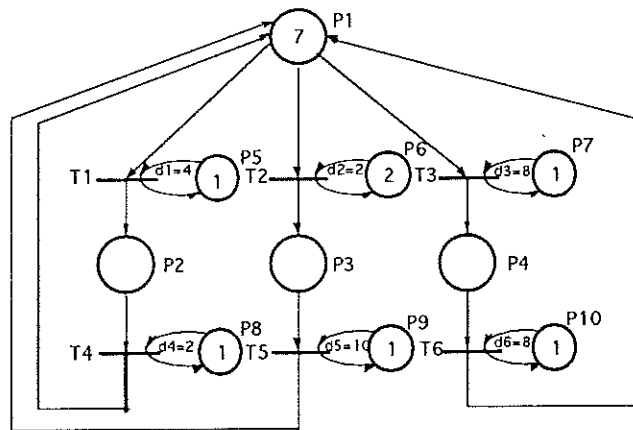 P1
7
P5
P6
P7
T1
d1=4
1
T2
d2=2
2
T3
d3=8
1
P2
P3
P4
P8
P9
P10
T4
d4=2
1
T5
d5=10
1
T6
d6=8
1